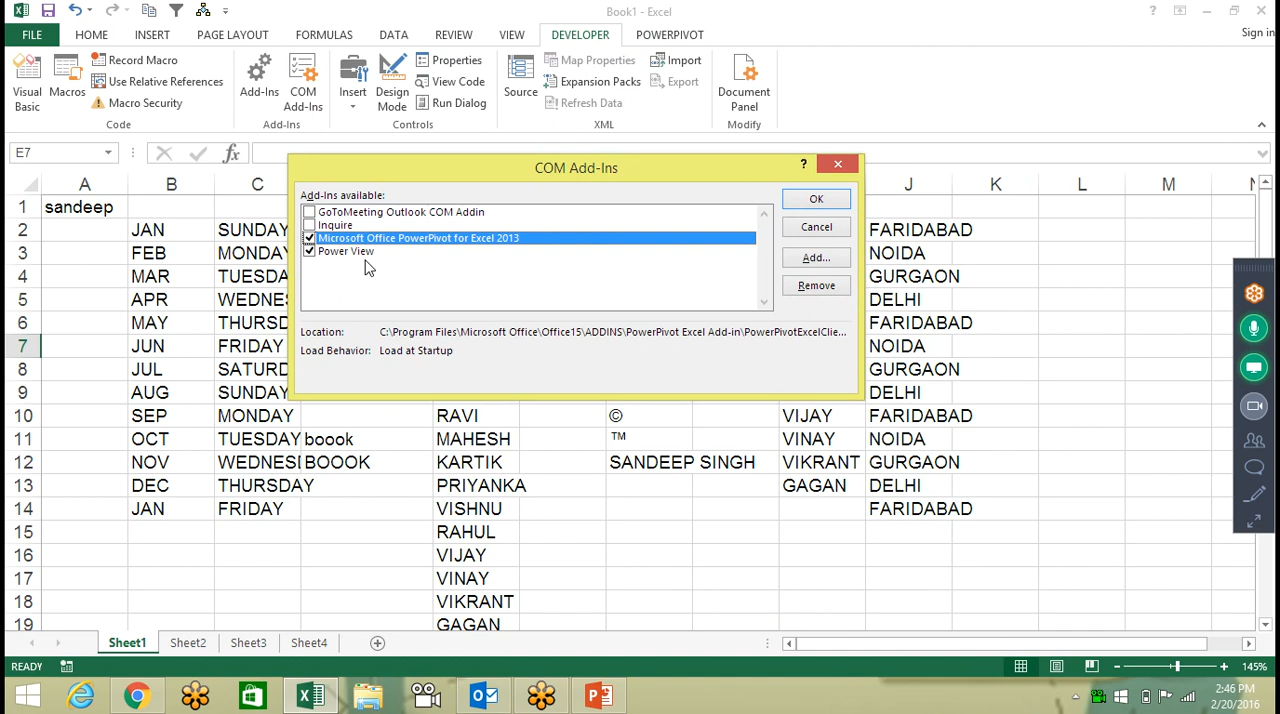 Book1 - Excel
FILE HOME INSERT PAGE LAYOUT FORMULAS DATA REVIEW VIEW DEVELOPER POWERPIVOT Sign in
Visual Basic
Macros
Record Macro
Use Relative References
Macro Security
Code
Add-Ins
COM Add-Ins
Add-Ins
Insert
Design Mode
Properties
View Code
Run Dialog
Controls
Source
Map Properties
Expansion Packs
Refresh Data
Import
Export
XML
Document Panel
Modify
E7 fx
COM Add-Ins
Add-Ins available:
GoToMeeting Outlook COM Addin
Inquire
Microsoft Office PowerPivot for Excel 2013
Power View
OK
Cancel
Add...
Remove
Location: C:\Program Files\Microsoft Office\Office15\ADDINS\PowerPivot Excel Add-in\PowerPivotExcelClie...
Load Behavior: Load at Startup
A B C J K L M
1 sandeep
2 JAN SUNDAY FARIDABAD
3 FEB MONDA NOIDA
4 MAR TUESDA GURGAON
5 APR WEDNE DELHI
6 MAY THURS FARIDABAD
7 JUN FRIDAY NOIDA
8 JUL SATURD GURGAON
9 AUG SUNDAY DELHI
10 SEP MONDAY RAVI © VIJAY FARIDABAD
11 OCT TUESDAY boook MAHESH ™ VINAY NOIDA
12 NOV WEDNES BOOOK KARTIK SANDEEP SINGH VIKRANT GURGAON
13 DEC THURSDAY PRIYANKA GAGAN DELHI
14 JAN FRIDAY VISHNU FARIDABAD
15 RAHUL
16 VIJAY
17 VINAY
18 VIKRANT
19 GAGAN
Sheet1 Sheet2 Sheet3 Sheet4
READY 145%
2:46 PM
2/20/2016